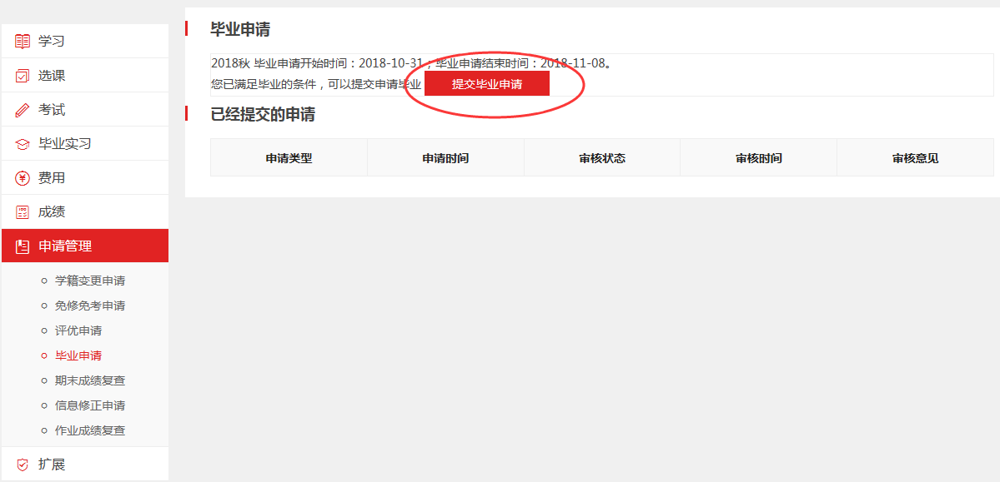 学习
选课
考试
毕业实习
费用
成绩
申请管理
学籍变更申请
免修免考申请
评优申请
毕业申请
期末成绩复查
信息修正申请
作业成绩复查
扩展
毕业申请
2018秋 毕业申请开始时间：2018-10-31；毕业申请结束时间：2018-11-08。
您已满足毕业的条件，可以提交申请毕业 提交毕业申请
已经提交的申请
申请类型 申请时间 审核状态 审核时间 审核意见